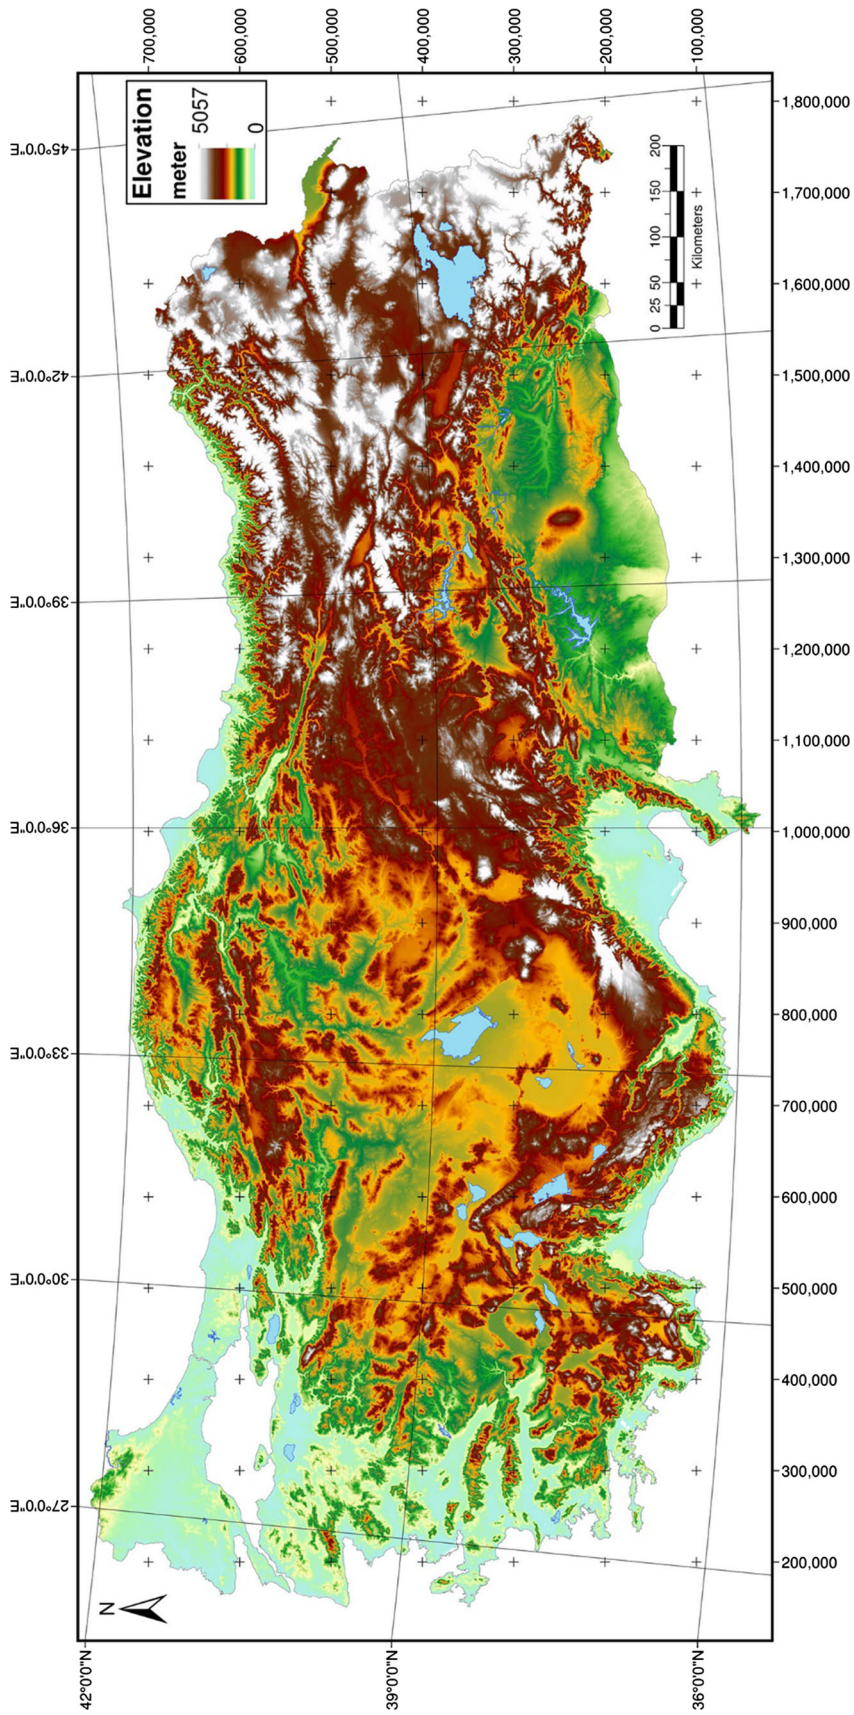 700,000
600,000
500,000
400,000
300,000
200,000
100,000
Elevation
meter
5057
0
45°0'0"E
42°0'0"E
39°0'0"E
36°0'0"E
33°0'0"E
30°0'0"E
27°0'0"E
0 25 50 100 150 200
Kilometers
1,800,000
1,700,000
1,600,000
1,500,000
1,400,000
1,300,000
1,200,000
1,100,000
1,000,000
900,000
800,000
700,000
600,000
500,000
400,000
300,000
200,000
N
42°0'0"N
39°0'0"N
36°0'0"N